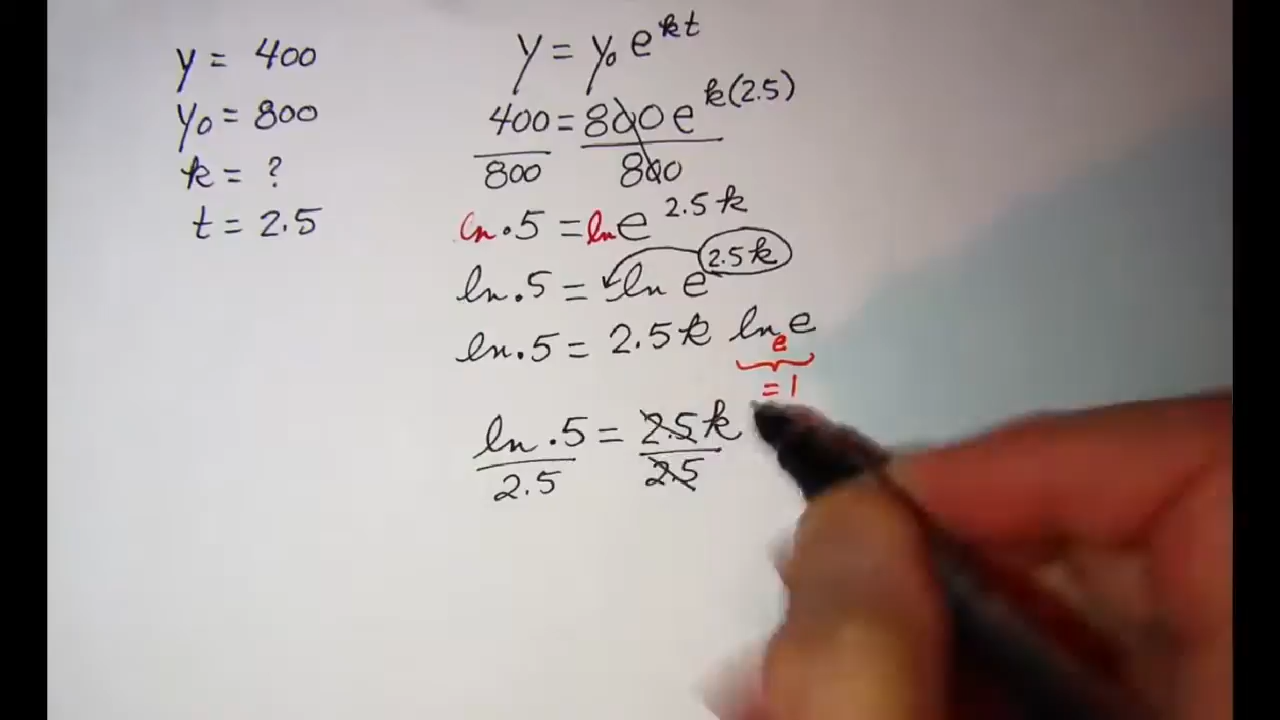 y = 400
y₀ = 800
k = ?
t = 2.5
y = y₀ e^kt
400 = 800 e^k(2.5)
800 800
ln .5 = ln e^2.5k
ln .5 = ln e^2.5k
ln .5 = 2.5k ln e
e
= 1
ln .5 = 2.5k
2.5 2.5